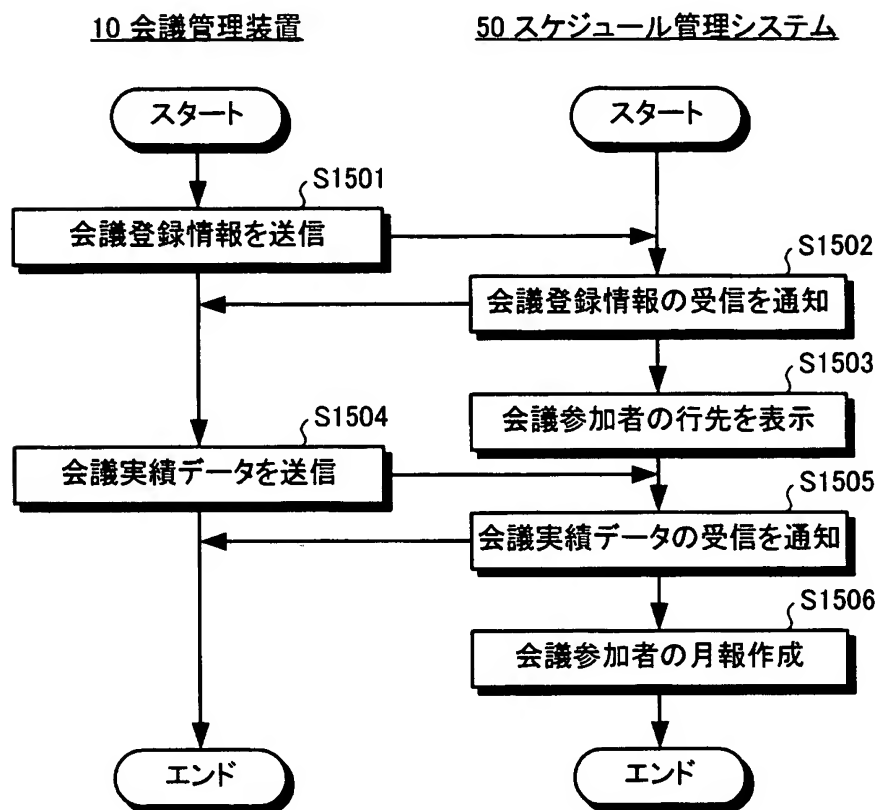 10 会議管理装置
50 スケジュール管理システム
スタート
スタート
S1501
会議登録情報を送信
S1502
会議登録情報の受信を通知
S1503
会議参加者の行先を表示
S1504
会議実績データを送信
S1505
会議実績データの受信を通知
S1506
会議参加者の月報作成
エンド
エンド